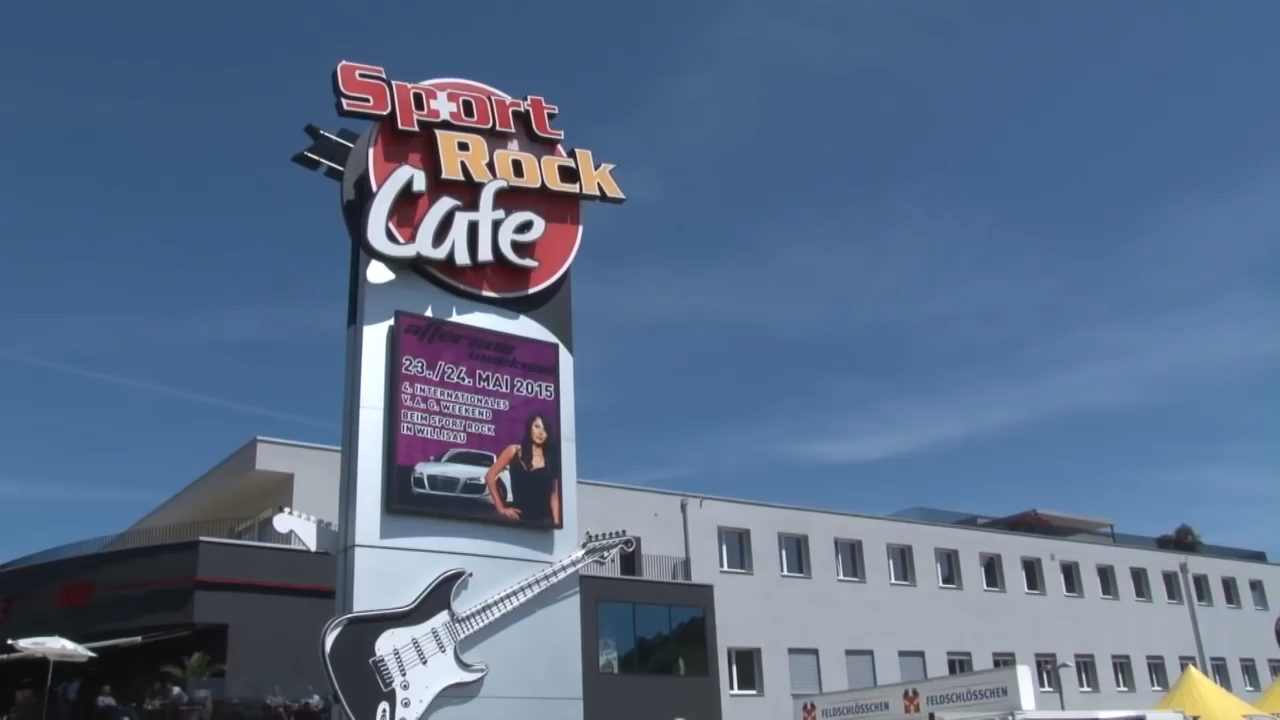 Sport
Rock
Cafe
23./24. MAI 2015
4. INTERNATIONALES
V. A. G. WEEKEND
BEIM SPORT ROCK
IN WILLISAU
FELDSCHLÖSSCHEN
FELDSCHLÖSSCHEN